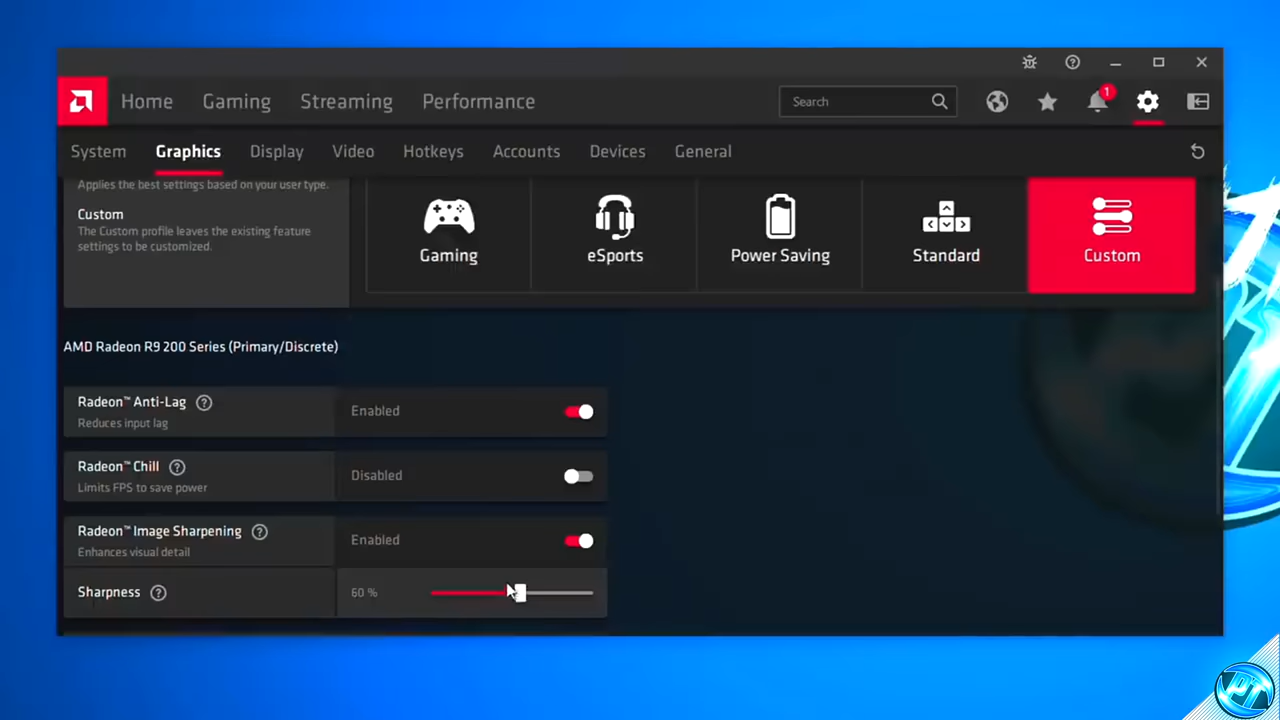 Home Gaming Streaming Performance Search 1
System Graphics Display Video Hotkeys Accounts Devices General
Applies the best settings based on your user type.
Custom
The Custom profile leaves the existing feature
settings to be customized.
Gaming eSports Power Saving Standard Custom
AMD Radeon R9 200 Series (Primary/Discrete)
Radeon™ Anti-Lag ? Enabled
Reduces input lag
Radeon™ Chill ? Disabled
Limits FPS to save power
Radeon™ Image Sharpening ? Enabled
Enhances visual detail
Sharpness ? 60 %
PT